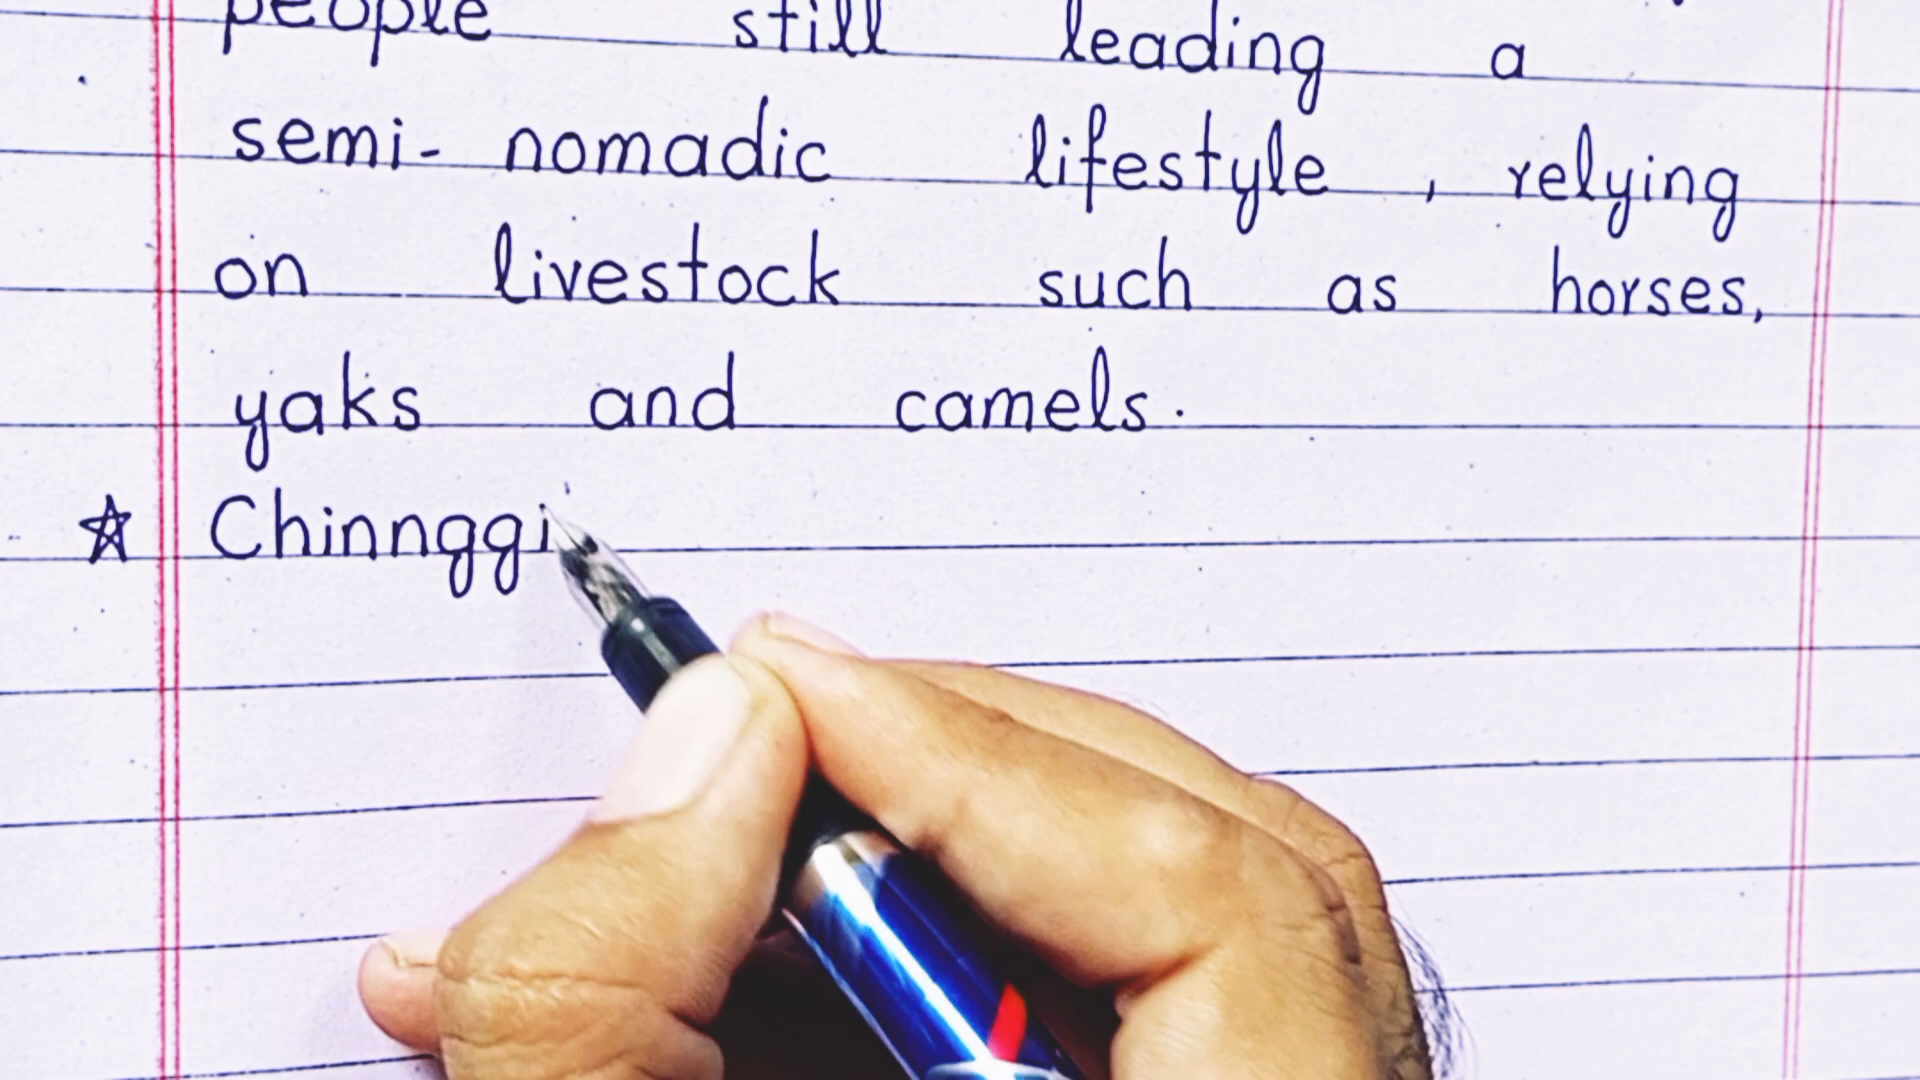 people still leading a
semi- nomadic lifestyle, relying
on livestock such as horses,
yaks and camels.
☆ Chinnggi